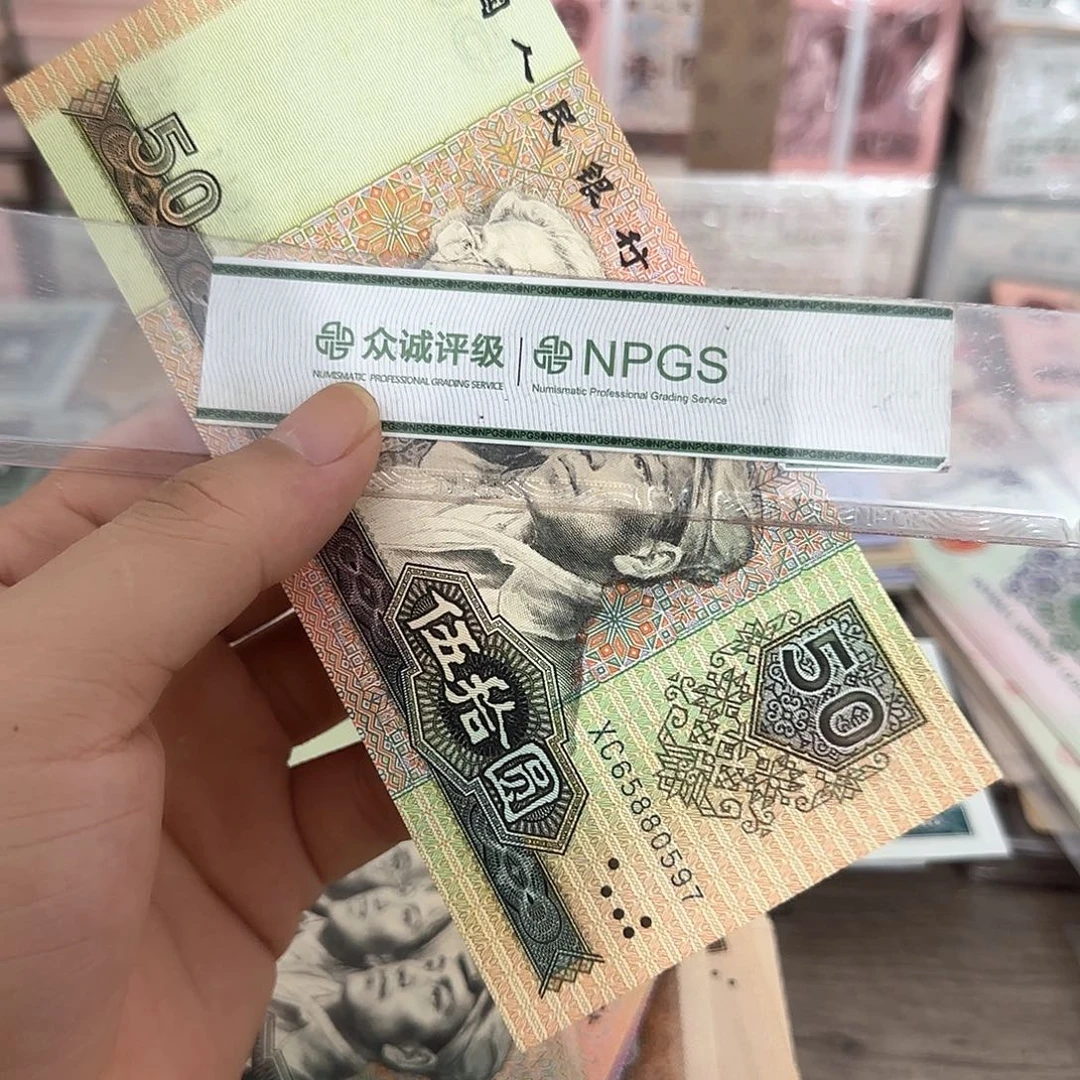 国人民银行
50
众诚评级
NUMISMATIC PROFESSIONAL GRADING SERVICE
NPGS
Numismatic Professional Grading Service
伍拾圆
50
XC65880597